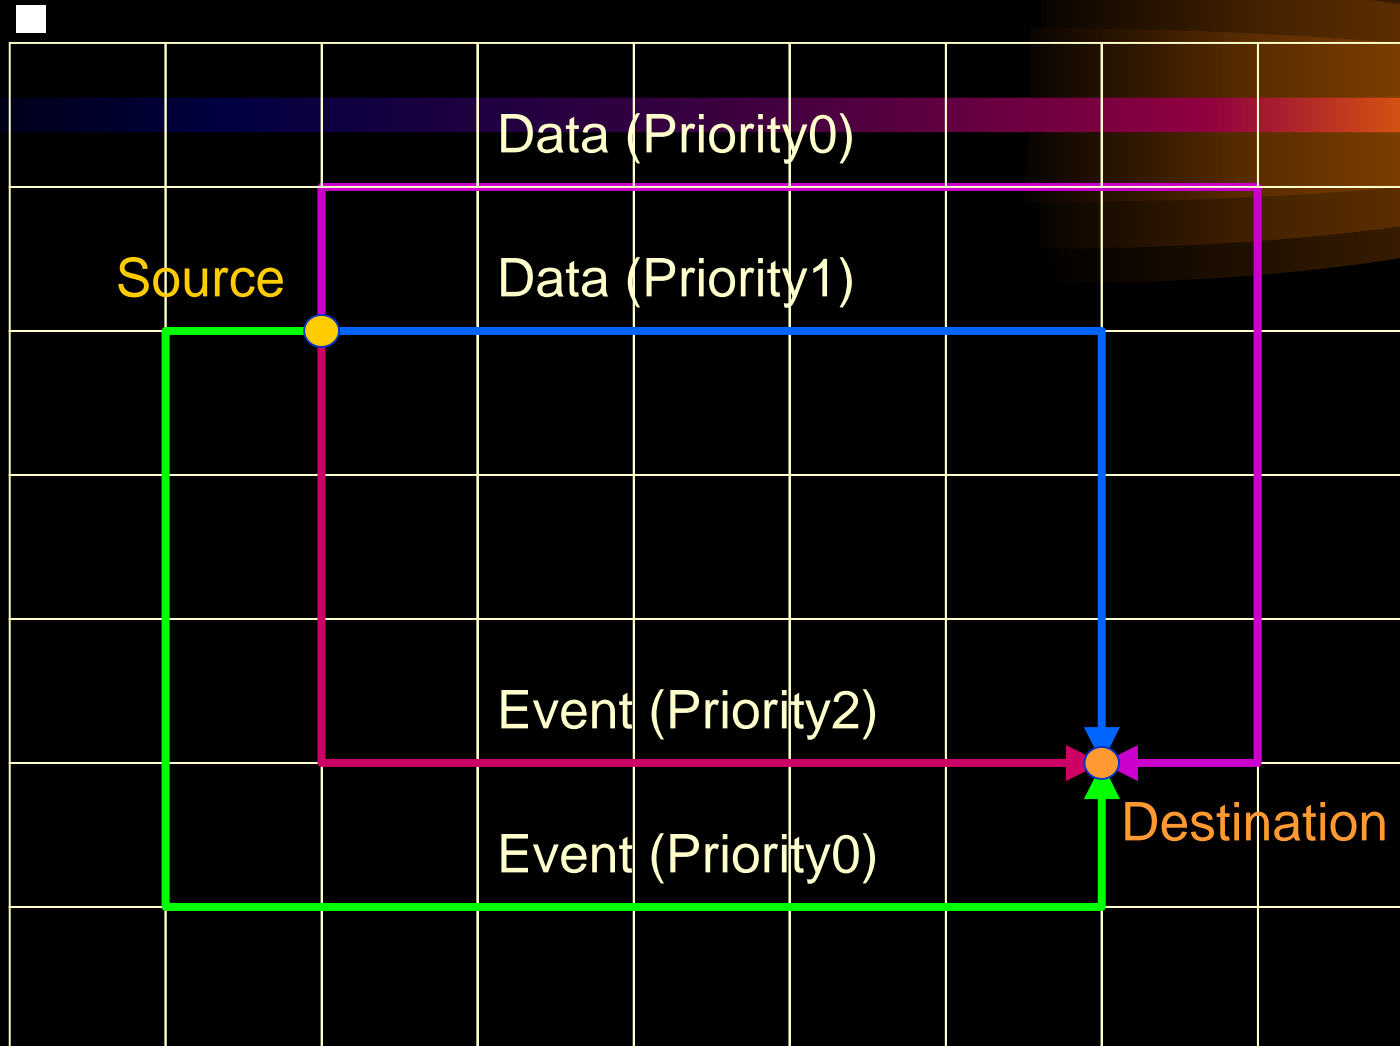 Data (Priority0)
Source
Data (Priority1)
Event (Priority2)
Destination
Event (Priority0)